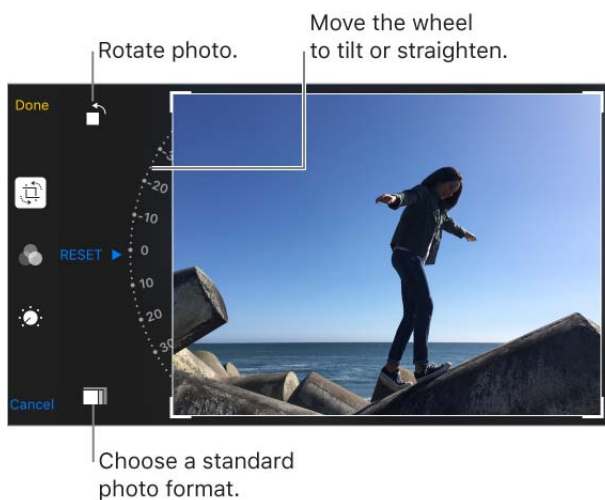 Move the wheel
to tilt or straighten.
Rotate photo.
Done
-20
-10
RESET
0
10
20
30
Cancel
Choose a standard
photo format.